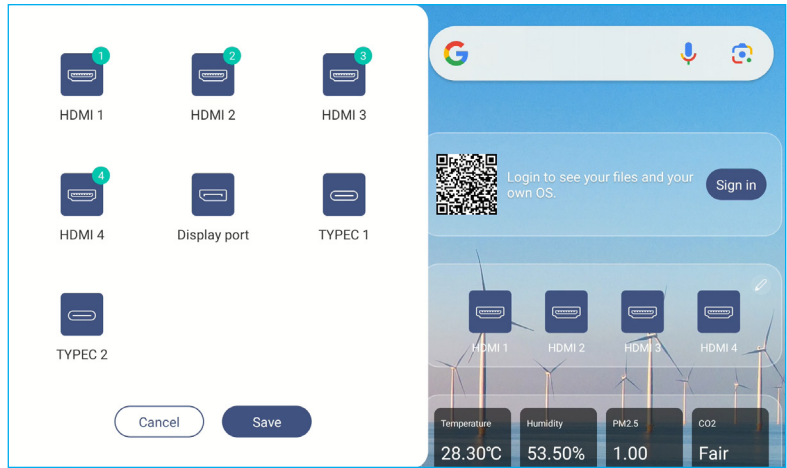 1
2
3
HDMI 1
HDMI 2
HDMI 3
4
HDMI 4
Display port
TYPEC 1
TYPEC 2
Cancel
Save
G
Login to see your files and your
own OS.
Sign in
HDMI 1
HDMI 2
HDMI 3
HDMI 4
Temperature
28.30℃
Humidity
53.50%
PM2.5
1.00
CO2
Fair